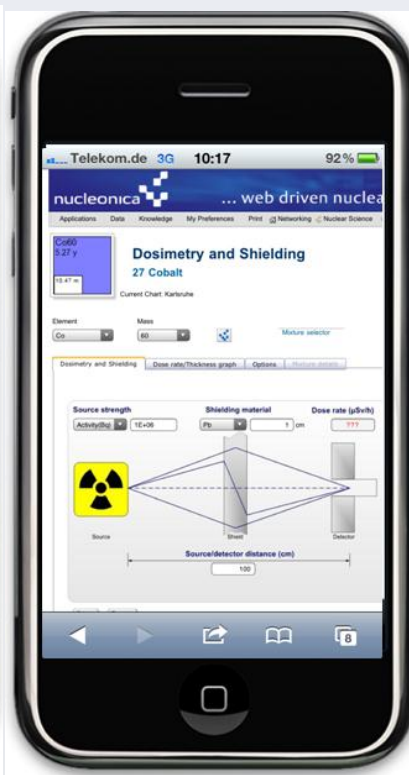 Telekom.de 3G 10:17 92%
nucleonica ... web driven nuclea
Applications Data Knowledge My Preferences Print Networking Nuclear Science
Co60
5.27 y
10.47 m
Dosimetry and Shielding
27 Cobalt
Current Chart: Karlsruhe
Element Mass
Co 60 Mixture selector
Dosimetry and Shielding Dose rate/Thickness graph Options Mixture details
Source strength Shielding material Dose rate (µSv/h)
Activity(Bq) 1E+06 Pb 1 cm ???
Source Shield Detector
Source/detector distance (cm)
100
8